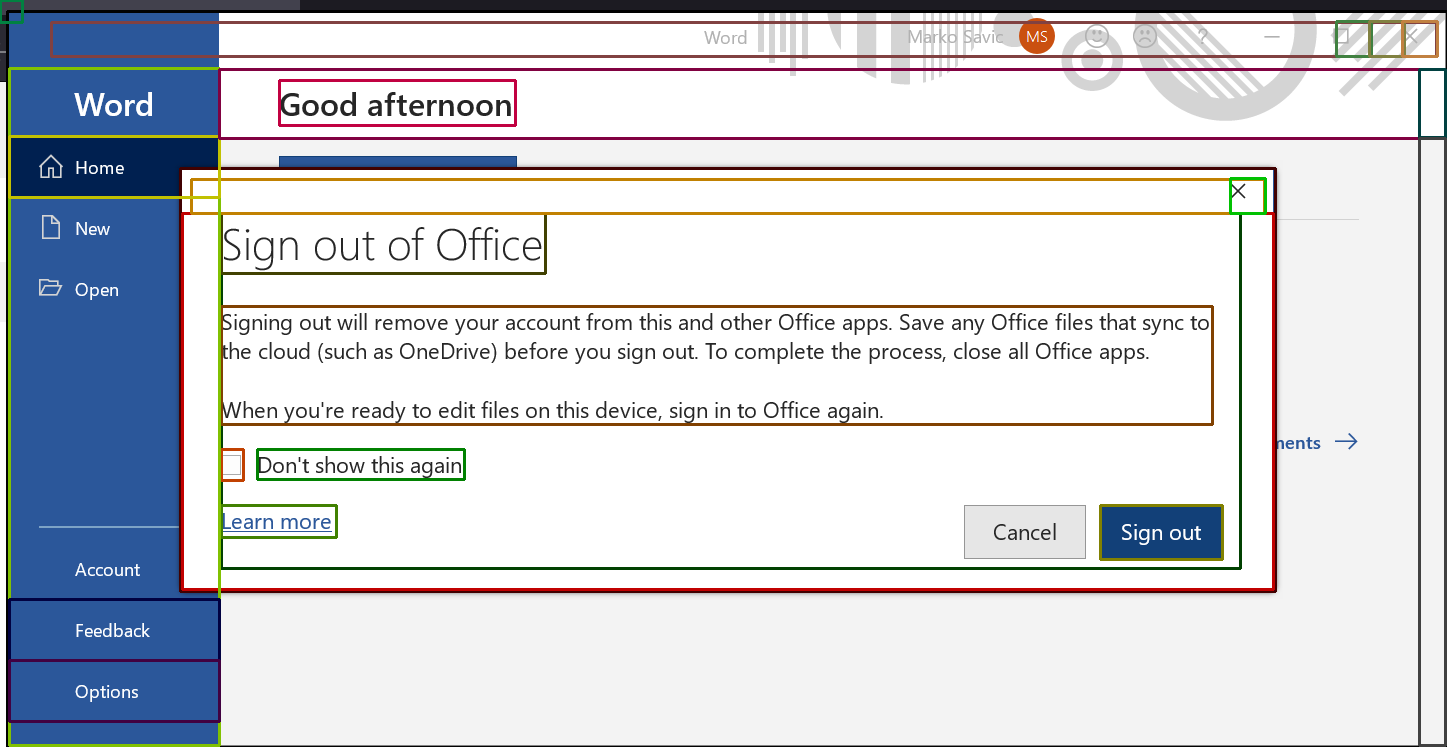 Word
Marko Savic
MS
?
Word
Good afternoon
Home
New
Open
Sign out of Office
Signing out will remove your account from this and other Office apps. Save any Office files that sync to
the cloud (such as OneDrive) before you sign out. To complete the process, close all Office apps.
When you're ready to edit files on this device, sign in to Office again.
Don't show this again
Learn more
Cancel
Sign out
Account
Feedback
Options